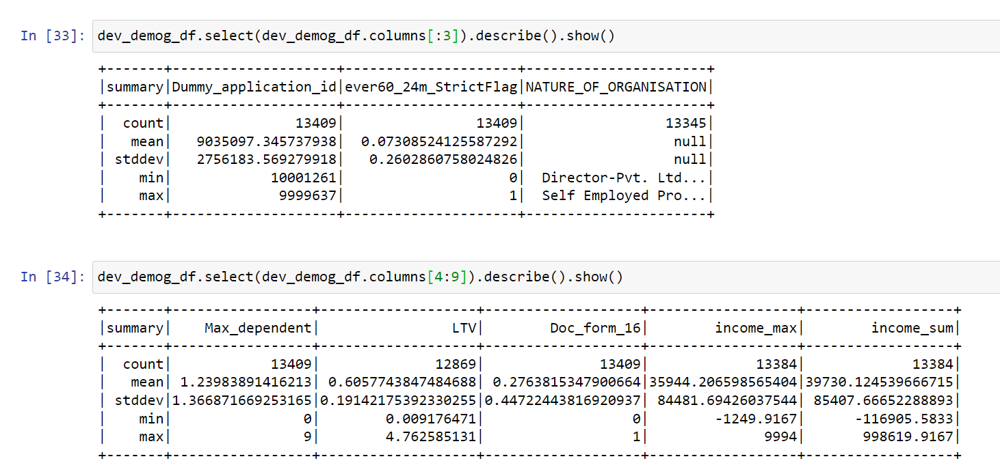 In [33]: dev_demog_df.select(dev_demog_df.columns[:3]).describe().show()
+-------+--------------------+---------------------+----------------------+
|summary|Dummy_application_id|ever60_24m_StrictFlag|NATURE_OF_ORGANISATION|
+-------+--------------------+---------------------+----------------------+
|  count|               13409|                13409|                 13345|
|   mean|   9035097.345737938|  0.07308524125587292|                  null|
| stddev|   2756183.569279918|   0.2602860758024826|                  null|
|    min|            10001261|                    0|  Director-Pvt. Ltd...|
|    max|             9999637|                    1|  Self Employed Pro...|
+-------+--------------------+---------------------+----------------------+
In [34]: dev_demog_df.select(dev_demog_df.columns[4:9]).describe().show()
+-------+-----------------+-------------------+-------------------+------------------+------------------+
|summary|    Max_dependent|                LTV|        Doc_form_16|        income_max|        income_sum|
+-------+-----------------+-------------------+-------------------+------------------+------------------+
|  count|            13409|              12869|              13409|             13384|             13384|
|   mean| 1.23983891416213| 0.6057743847484688| 0.2763815347900664|35944.206598565404|39730.124539666715|
| stddev|1.366871669253165|0.19142175392330255|0.44722443816920937| 84481.69426037544| 85407.66652288893|
|    min|                0|        0.009176471|                  0|        -1249.9167|      -116905.5833|
|    max|                9|        4.762585131|                  1|              9994|       998619.9167|
+-------+-----------------+-------------------+-------------------+------------------+------------------+